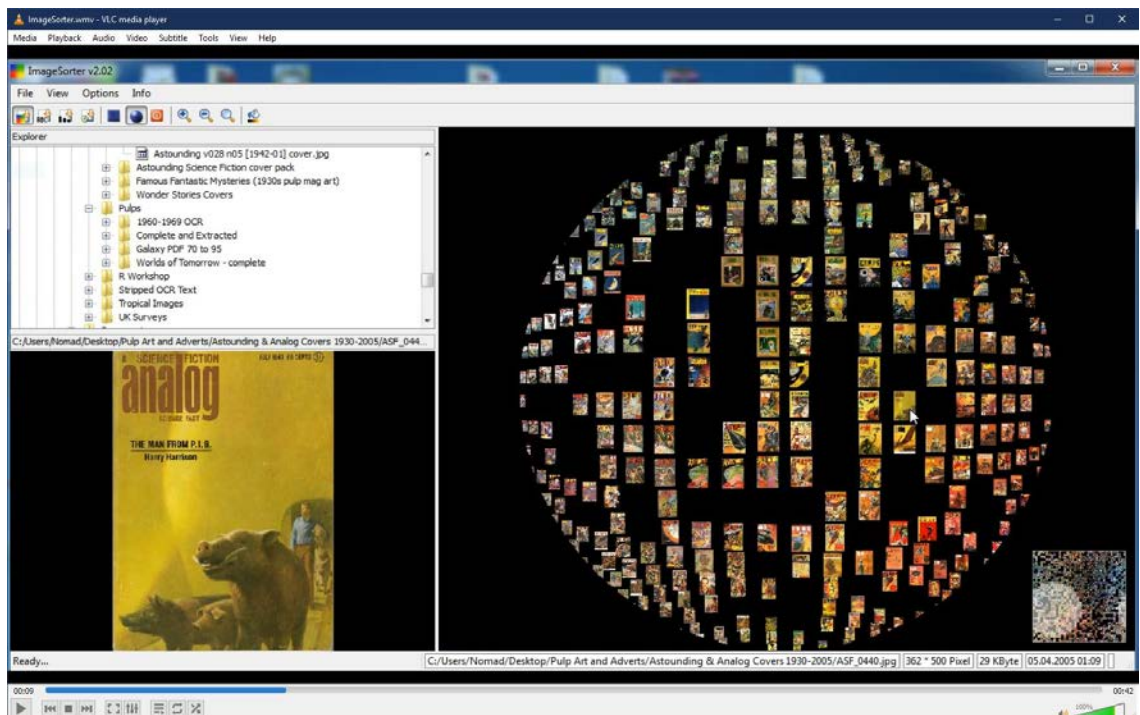 ImageSorter.wmv - VLC media player
Media Playback Audio Video Subtitle Tools View Help
ImageSorter v2.02
File View Options Info
Explorer
Astounding v028 n05 [1942-01] cover.jpg
Astounding Science Fiction cover pack
Famous Fantastic Mysteries (1930s pulp mag art)
Wonder Stories Covers
Pulps
1960-1969 OCR
Complete and Extracted
Galaxy PDF 70 to 95
Worlds of Tomorrow - complete
R Workshop
Stripped OCR Text
Tropical Images
UK Surveys
C:/Users/Nomad/Desktop/Pulp Art and Adverts/Astounding & Analog Covers 1930-2005/ASF_044...
SCIENCE FICTION
analog
SCIENCE FACT
THE MAN FROM P.I.G.
Harry Harrison
Ready...
C:/Users/Nomad/Desktop/Pulp Art and Adverts/Astounding & Analog Covers 1930-2005/ASF_0440.jpg 362 * 500 Pixel 29 KByte 05.04.2005 01:09
00:09 00:42
100%